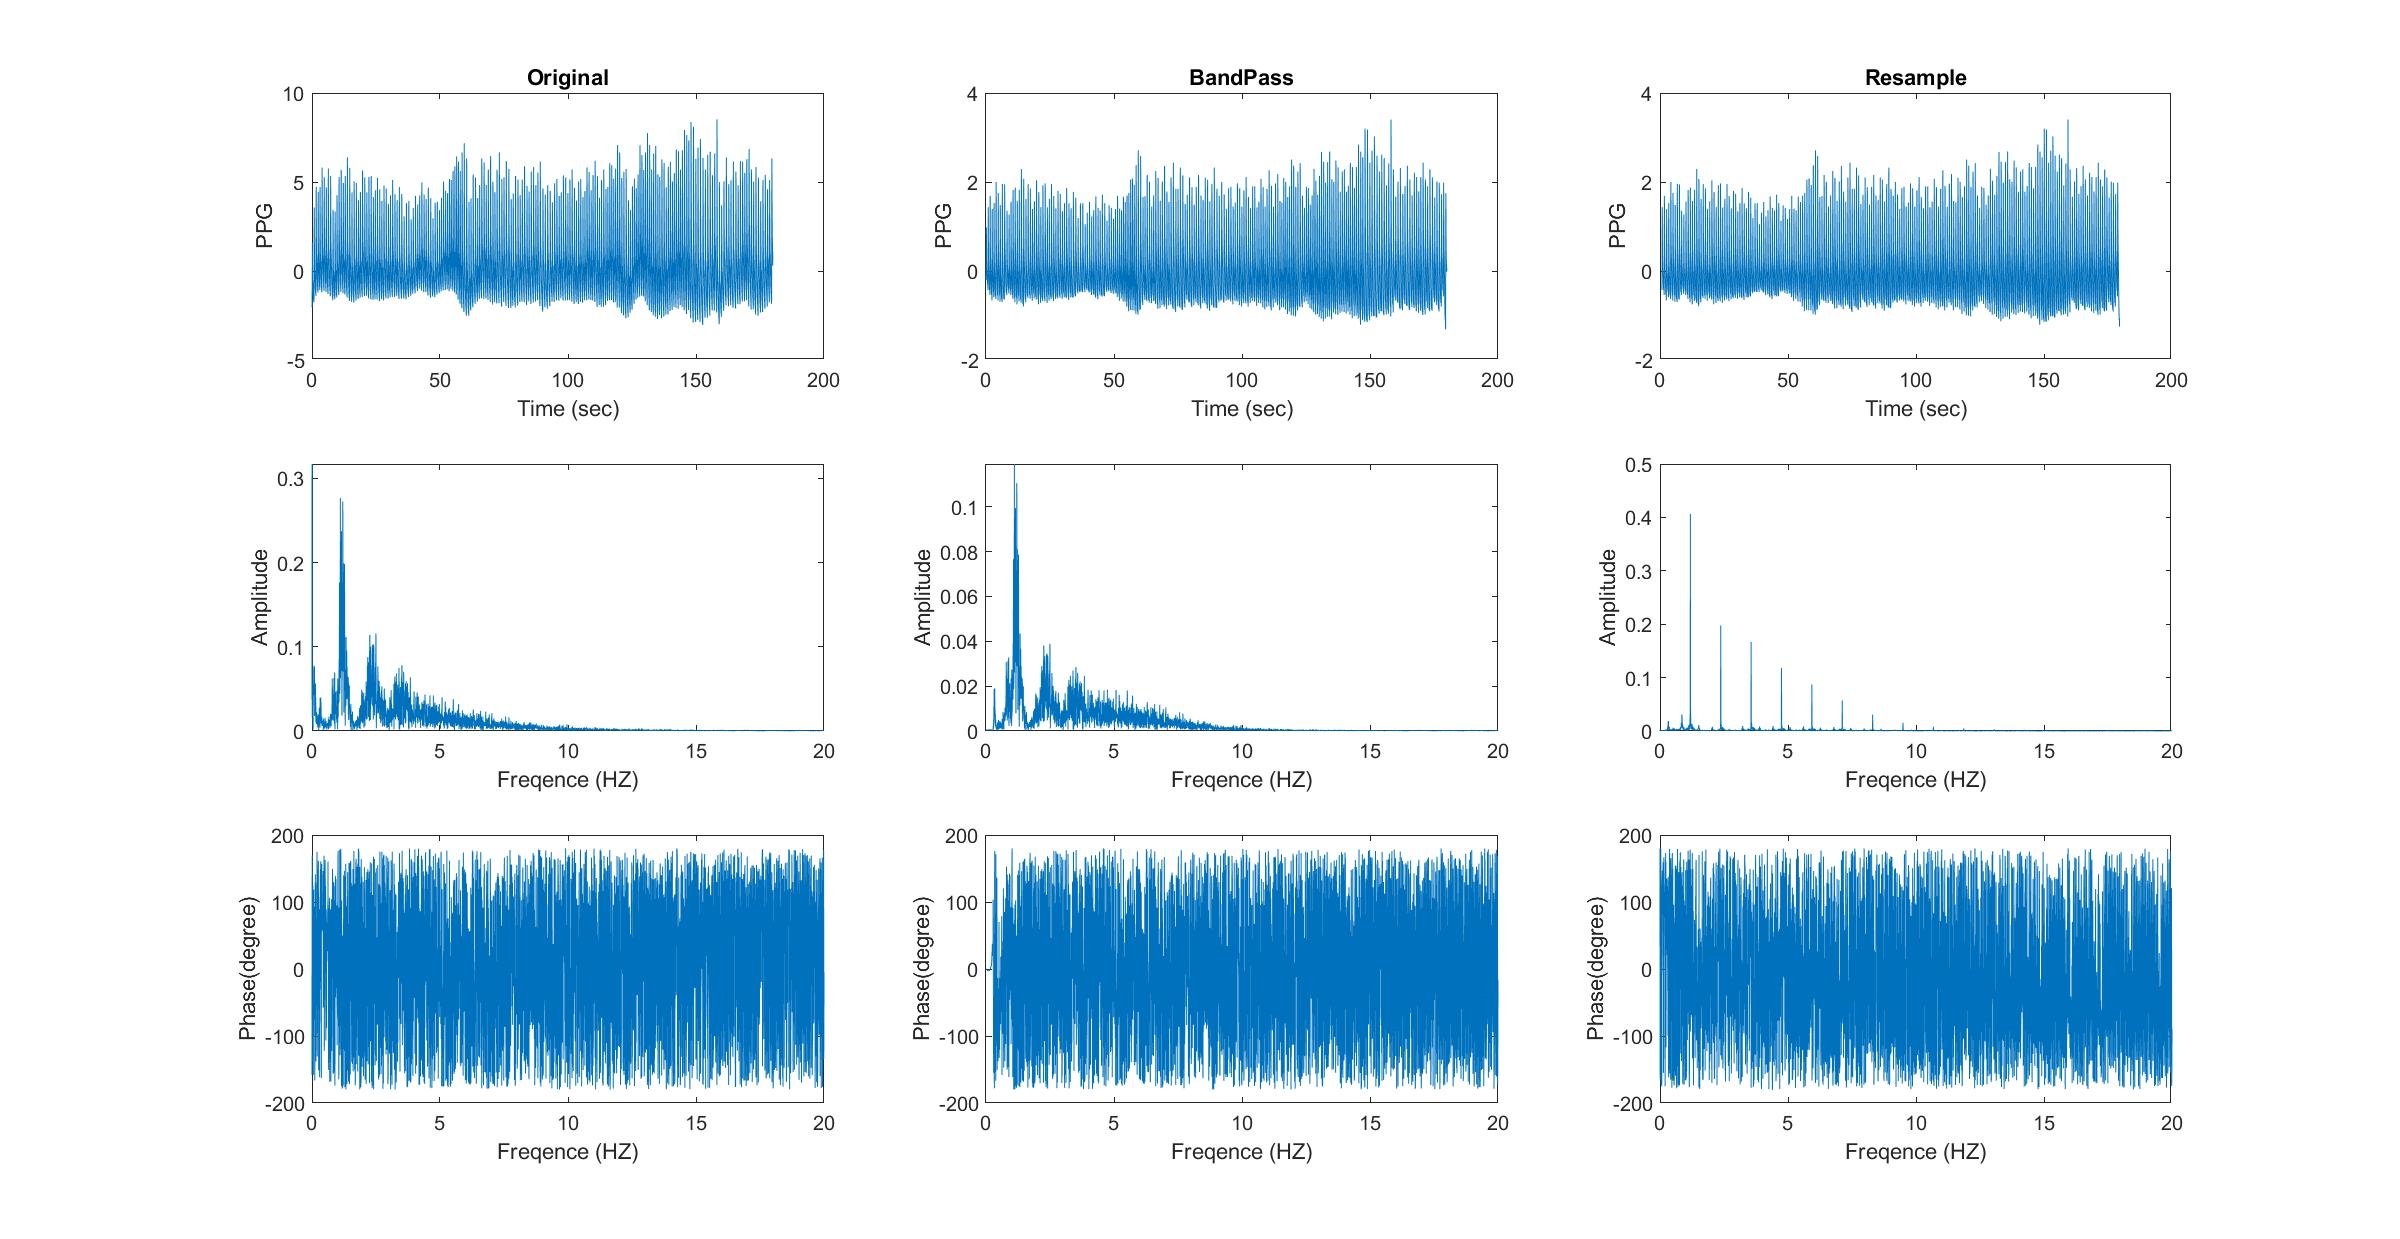 Original BandPass Resample
10 4 4
5 2 2
PPG PPG PPG
0 0 0
-5 -2 -2
0 50 100 150 200 0 50 100 150 200 0 50 100 150 200
Time (sec) Time (sec) Time (sec)
0.3 0.1 0.5
0.2 0.08 0.4
0.1 0.06 0.3
0 0.04 0.2
0.02 0.1
0 0
Amplitude Amplitude Amplitude
0 5 10 15 20 0 5 10 15 20 0 5 10 15 20
Freqence (HZ) Freqence (HZ) Freqence (HZ)
200 200 200
100 100 100
0 0 0
-100 -100 -100
-200 -200 -200
Phase(degree) Phase(degree) Phase(degree)
0 5 10 15 20 0 5 10 15 20 0 5 10 15 20
Freqence (HZ) Freqence (HZ) Freqence (HZ)